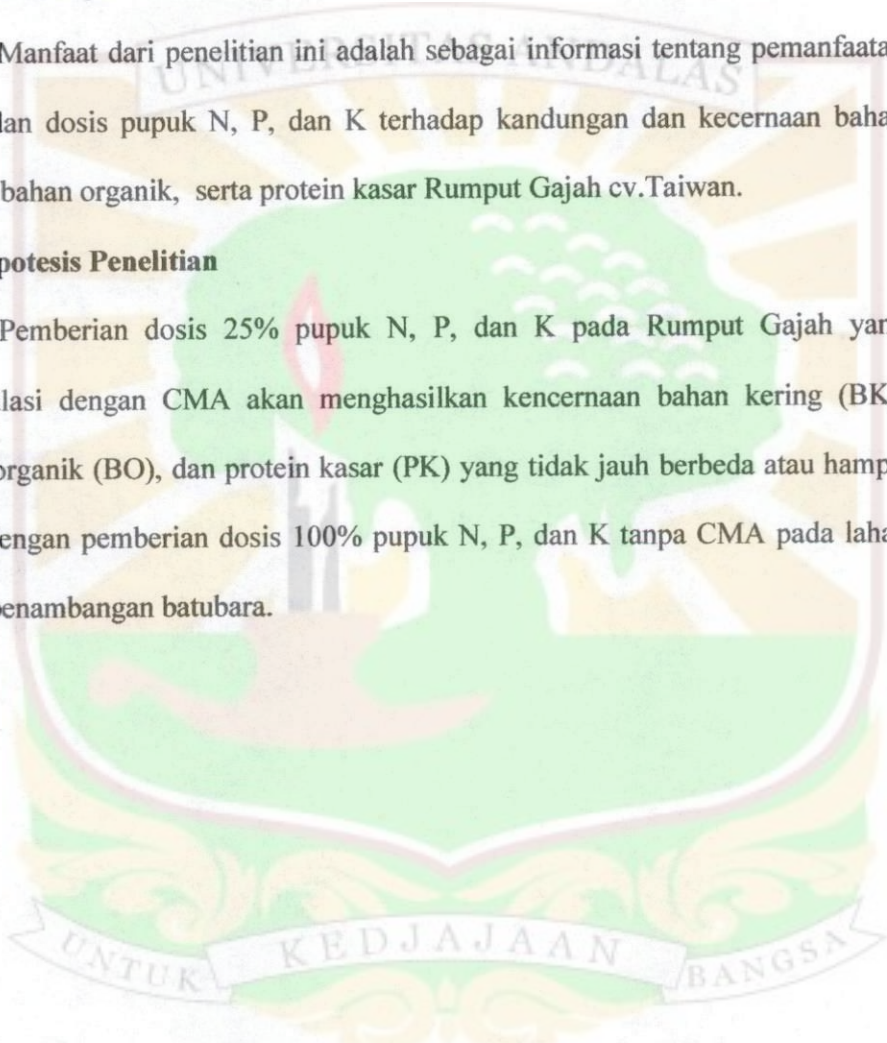 Manfaat dari penelitian ini adalah sebagai informasi tentang pemanfaata
UNIVERSITAS ANDALAS
lan dosis pupuk N, P, dan K terhadap kandungan dan kecernaan baha
bahan organik, serta protein kasar Rumput Gajah cv.Taiwan.
potesis Penelitian
Pemberian dosis 25% pupuk N, P, dan K pada Rumput Gajah yan
lasi dengan CMA akan menghasilkan kencernaan bahan kering (BK
organik (BO), dan protein kasar (PK) yang tidak jauh berbeda atau hamp
engan pemberian dosis 100% pupuk N, P, dan K tanpa CMA pada laha
penambangan batubara.
UNTUK KEDJAJAAN BANGSA